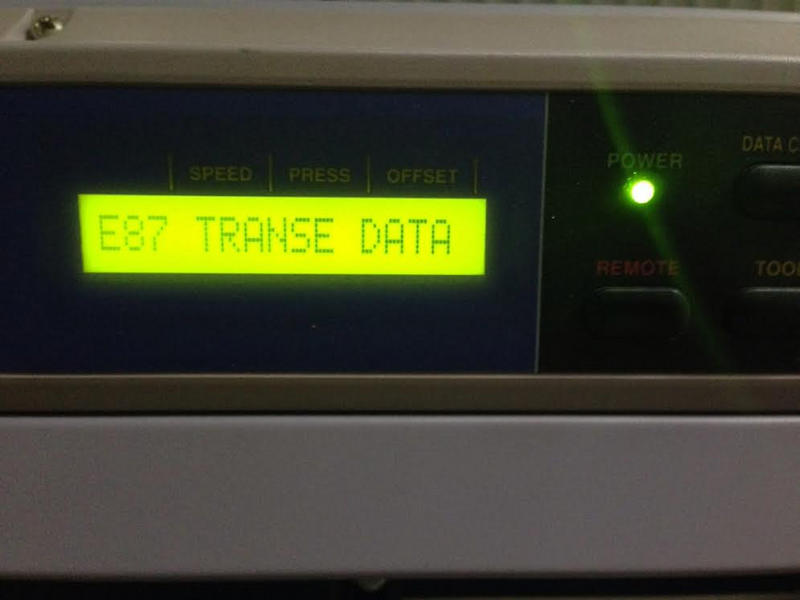 SPEED PRESS OFFSET
E87 TRANSE DATA
POWER
DATA C
REMOTE
TOO